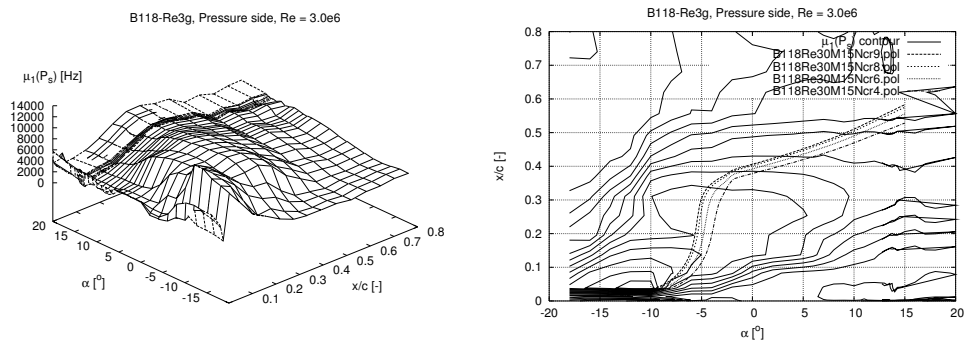 B118-Re3g, Pressure side, Re = 3.0e6
μ1(Ps) [Hz]
14000
12000
10000
8000
6000
4000
2000
0
20
15
10
5
0
-5
-10
-15
α [o]
0.1
0.2
0.3
0.4
0.5
0.6
0.7
0.8
x/c [-]
B118-Re3g, Pressure side, Re = 3.0e6
μ1(Ps) contour
B118Re30M15Ncr9.pol
B118Re30M15Ncr8.pol
B118Re30M15Ncr6.pol
B118Re30M15Ncr4.pol
0.8
0.7
0.6
0.5
0.4
0.3
0.2
0.1
0
x/c [-]
-20 -15 -10 -5 0 5 10 15 20
α [o]